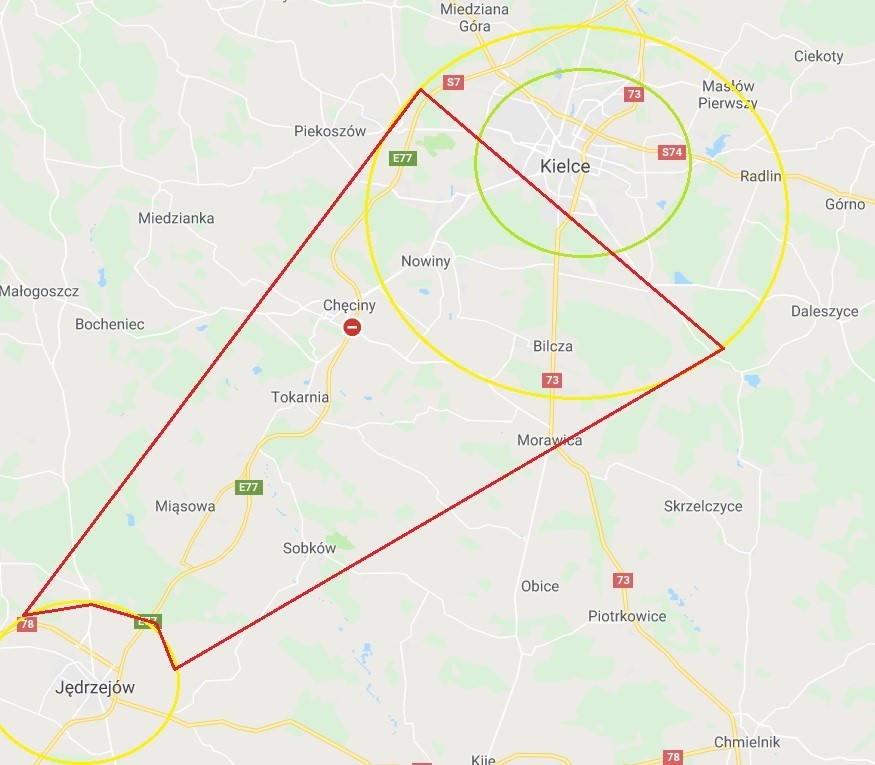 Miedziana
Góra
Ciekoty
S7
Masłów
Pierwszy
73
Piekoszów
E77
S74
Kielce
Radlin
Górno
Miedzianka
Nowiny
Małogoszcz
Chęciny
Daleszyce
Bocheniec
Bilcza
73
Tokarnia
Morawica
E77
Miąsowa
Skrzelczyce
Sobków
73
Obice
Piotrkowice
78
E77
Jędrzejów
Chmielnik
Kije
78